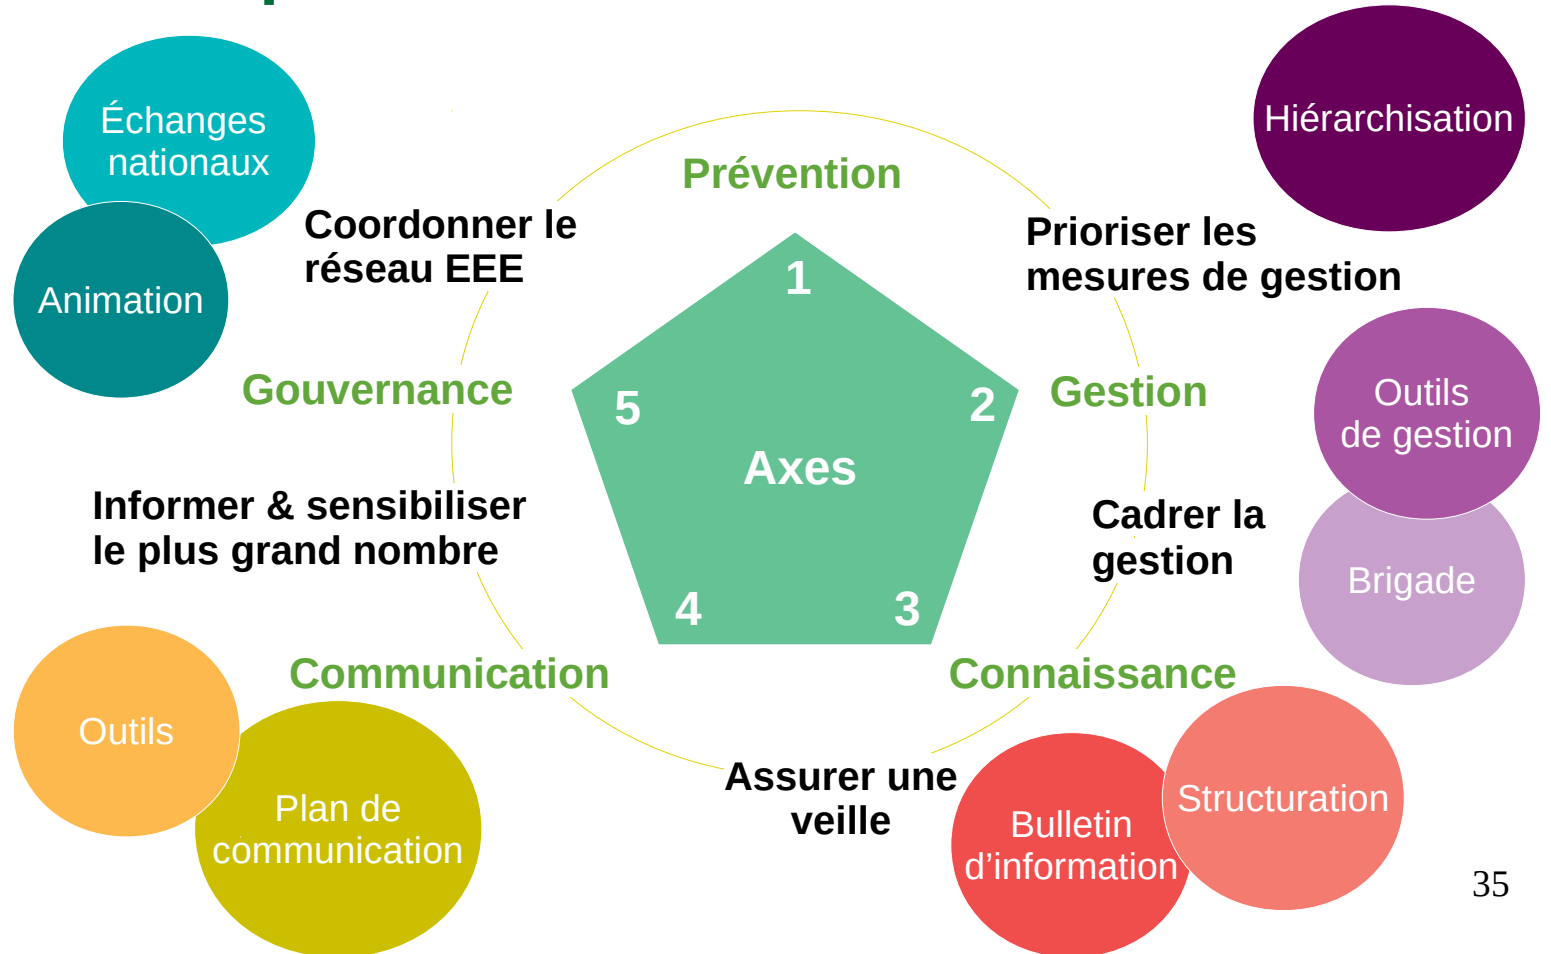 Échanges
nationaux
Animation
Hiérarchisation
Prévention
Coordonner le
réseau EEE
Prioriser les
mesures de gestion
1
Gouvernance
5
2
Gestion
Axes
Outils
de gestion
Informer & sensibiliser
le plus grand nombre
Cadrer la
gestion
Brigade
4
3
Communication
Connaissance
Outils
Plan de
communication
Assurer une
veille
Bulletin
d’information
Structuration
35